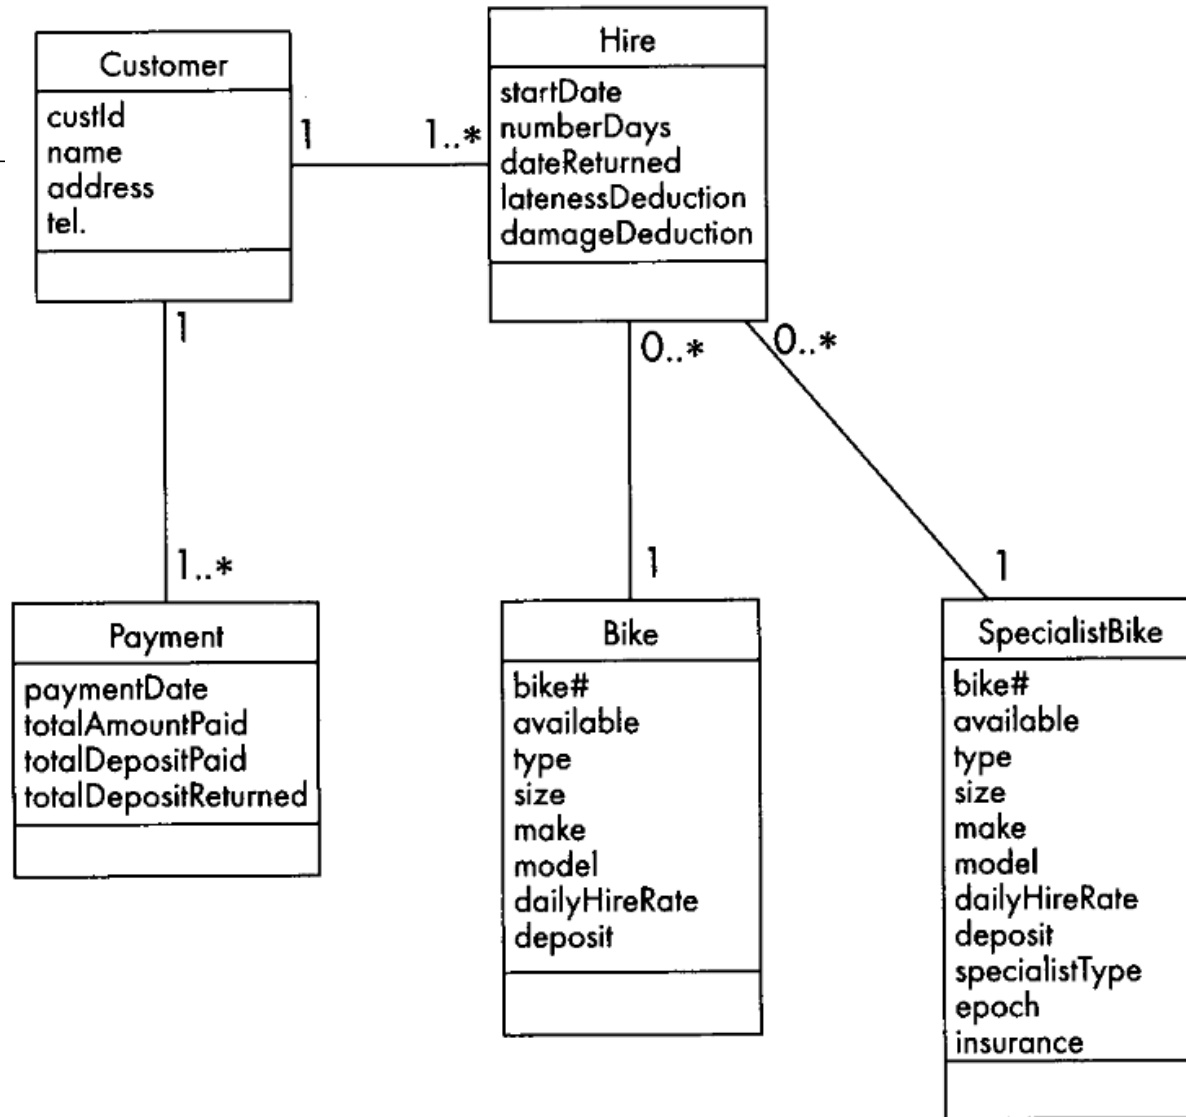 Customer
custId
name
address
tel.
1
1..*
Hire
startDate
numberDays
dateReturned
latenessDeduction
damageDeduction
1
0..*
0..*
1..*
1
1
Payment
paymentDate
totalAmountPaid
totalDepositPaid
totalDepositReturned
Bike
bike#
available
type
size
make
model
dailyHireRate
deposit
SpecialistBike
bike#
available
type
size
make
model
dailyHireRate
deposit
specialistType
epoch
insurance